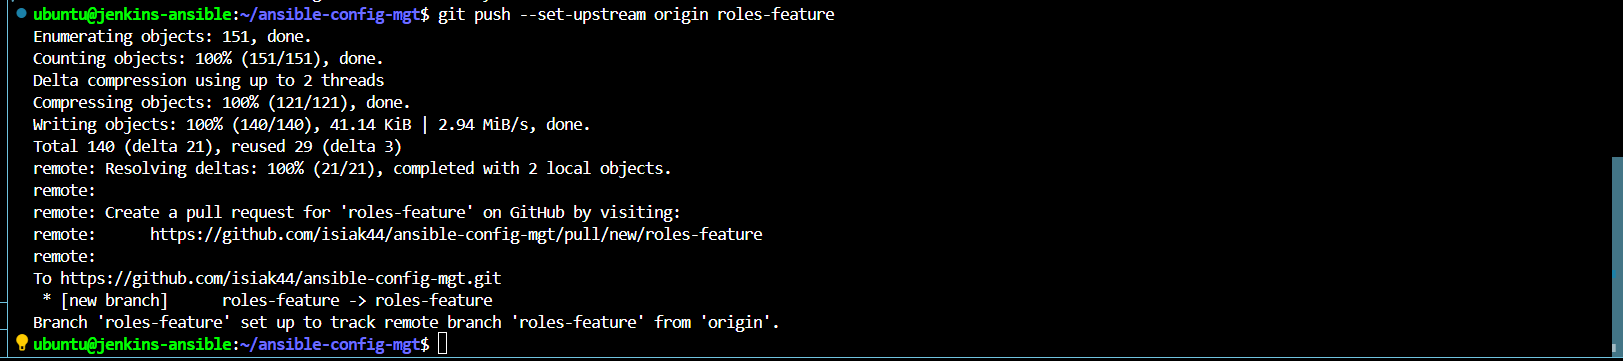 ubuntu@jenkins-ansible:~/ansible-config-mgt$ git push --set-upstream origin roles-feature
Enumerating objects: 151, done.
Counting objects: 100% (151/151), done.
Delta compression using up to 2 threads
Compressing objects: 100% (121/121), done.
Writing objects: 100% (140/140), 41.14 KiB | 2.94 MiB/s, done.
Total 140 (delta 21), reused 29 (delta 3)
remote: Resolving deltas: 100% (21/21), completed with 2 local objects.
remote:
remote: Create a pull request for 'roles-feature' on GitHub by visiting:
remote:      https://github.com/isiak44/ansible-config-mgt/pull/new/roles-feature
remote:
To https://github.com/isiak44/ansible-config-mgt.git
 * [new branch]      roles-feature -> roles-feature
Branch 'roles-feature' set up to track remote branch 'roles-feature' from 'origin'.
ubuntu@jenkins-ansible:~/ansible-config-mgt$